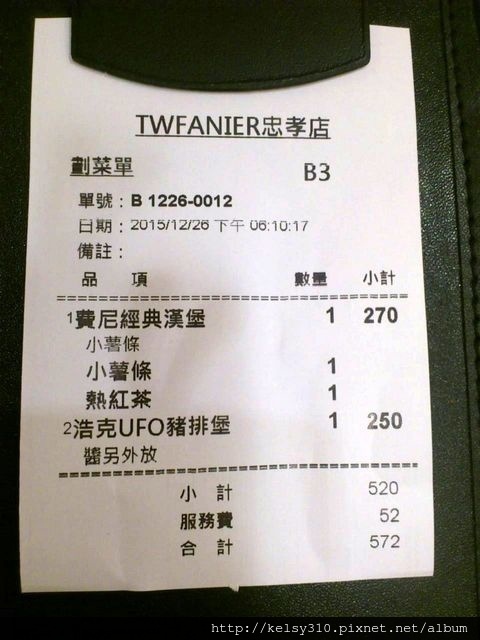 TWFANIER忠孝店
劃菜單 B3
單號：B 1226-0012
日期：2015/12/26 下午 06:10:17
備註：
品 項 數量 小計
1費尼經典漢堡 1 270
小薯條
小薯條 1
熱紅茶 1
2浩克UFO豬排堡 1 250
醬另外放
小 計 520
服務費 52
合 計 572
http://kelsy310.pixnet.net/album